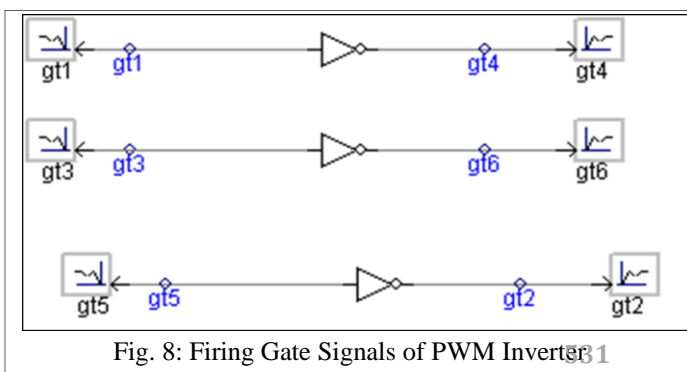 gt1 gt1 gt4 gt4
gt3 gt3 gt6 gt6
gt5 gt5 gt2 gt2
Fig. 8: Firing Gate Signals of PWM Inverter
531